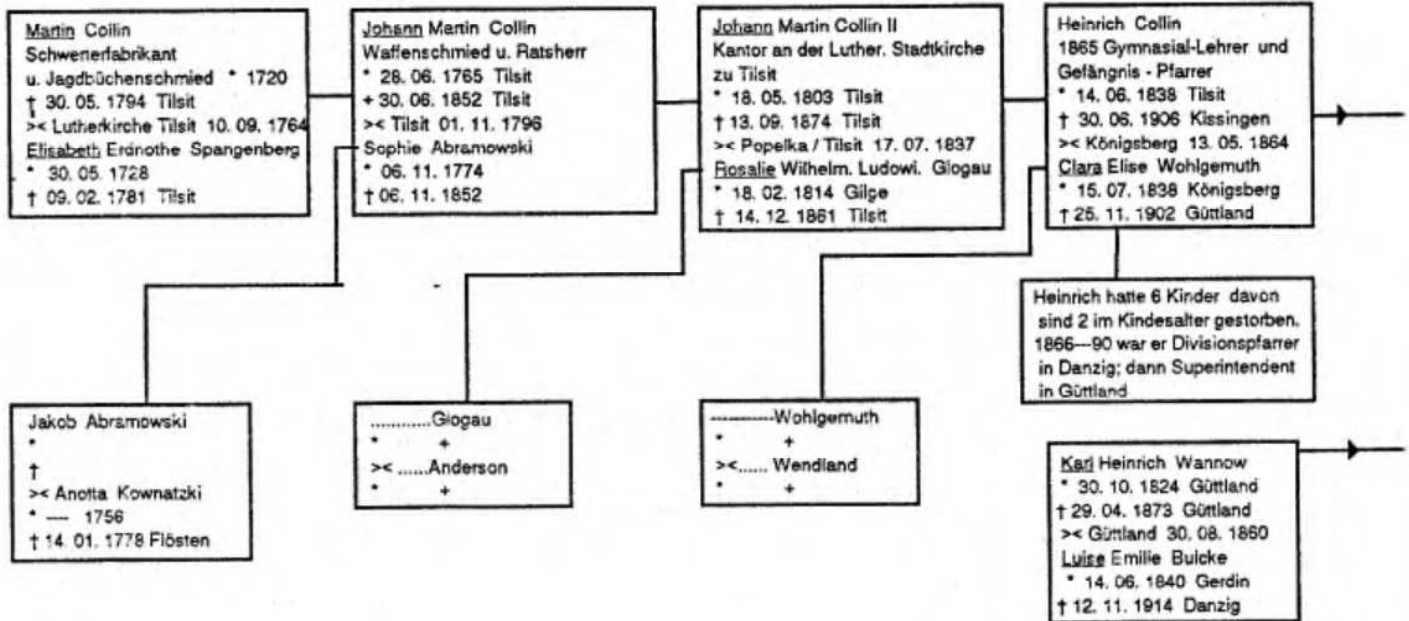 Martin Collin
Schwerterfabrikant
u. Jagdbüchenschmied * 1720
† 30. 05. 1794 Tilsit
>< Lutherkirche Tilsit 10. 09. 1764
Elisabeth Erdnothe Spangenberg
* 30. 05. 1728
† 09. 02. 1781 Tilsit
Johann Martin Collin
Waffenschmied u. Ratsherr
* 28. 06. 1765 Tilsit
+ 30. 06. 1852 Tilsit
>< Tilsit 01. 11. 1796
Sophie Abramowski
* 06. 11. 1774
† 06. 11. 1852
Johann Martin Collin II
Kantor an der Luther. Stadtkirche
zu Tilsit
* 18. 05. 1803 Tilsit
† 13. 09. 1874 Tilsit
>< Popelka / Tilsit 17. 07. 1837
Rosalie Wilhelm. Ludowi. Glogau
* 18. 02. 1814 Gilge
† 14. 12. 1861 Tilsit
Heinrich Collin
1865 Gymnasial-Lehrer und
Gefängnis - Pfarrer
* 14. 06. 1838 Tilsit
† 30. 06. 1906 Kissingen
>< Königsberg 13. 05. 1864
Clara Elise Wohlgemuth
* 15. 07. 1838 Königsberg
† 25. 11. 1902 Güttland
Heinrich hatte 6 Kinder davon
sind 2 im Kindesalter gestorben.
1866---90 war er Divisionspfarrer
in Danzig; dann Superintendent
in Güttland
Jakob Abramowski
*
†
>< Anotta Kownatzki
* ---- 1756
† 14. 01. 1778 Flösten
............Glogau
* +
>< ......Anderson
* +
------------Wohlgemuth
* +
><...... Wendland
* +
Karl Heinrich Wannow
* 30. 10. 1824 Güttland
† 29. 04. 1873 Güttland
>< Güttland 30. 08. 1860
Luise Emilie Bulcke
* 14. 06. 1840 Gerdin
† 12. 11. 1914 Danzig